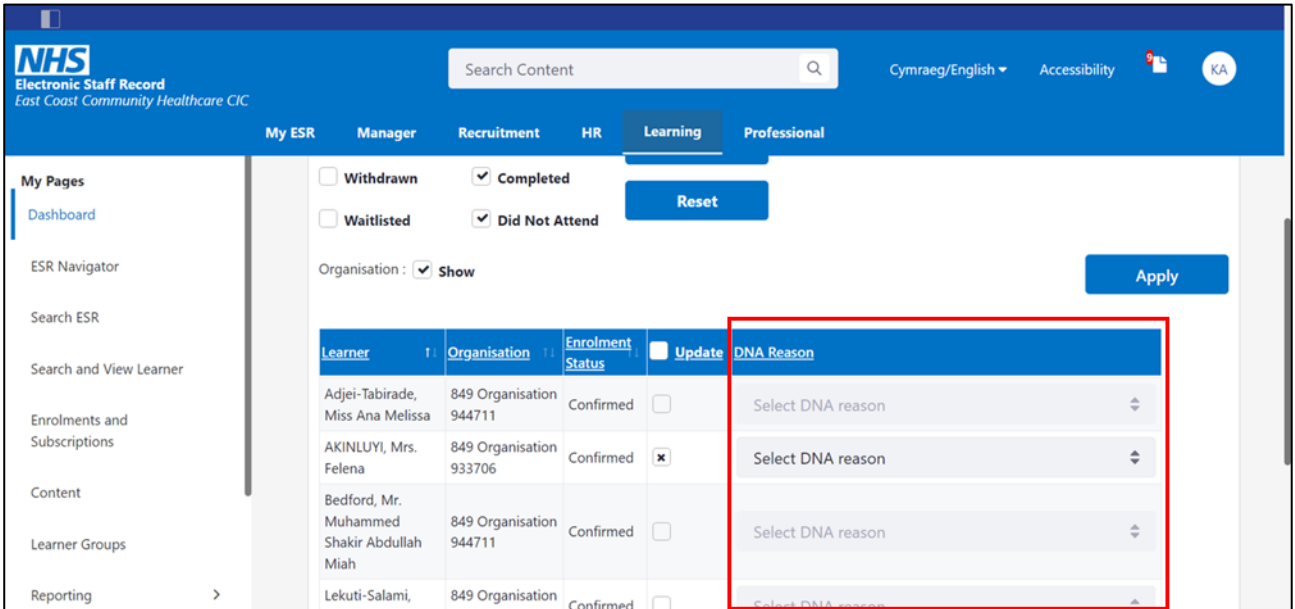 NHS
Electronic Staff Record
East Coast Community Healthcare CIC
Search Content
Cymraeg/English
Accessibility
9
KA
My ESR Manager Recruitment HR Learning Professional
My Pages
Dashboard
ESR Navigator
Search ESR
Search and View Learner
Enrolments and
Subscriptions
Content
Learner Groups
Reporting
Withdrawn Completed
Waitlisted Did Not Attend
Reset
Organisation : Show
Apply
Learner Organisation Enrolment Status Update DNA Reason
Adjei-Tabirade,
Miss Ana Melissa
849 Organisation
944711
Confirmed
Select DNA reason
AKINLUYI, Mrs.
Felena
849 Organisation
933706
Confirmed
Select DNA reason
Bedford, Mr.
Muhammed
Shakir Abdullah
Miah
849 Organisation
944711
Confirmed
Select DNA reason
Lekuti-Salami,
849 Organisation
Confirmed
Select DNA reason